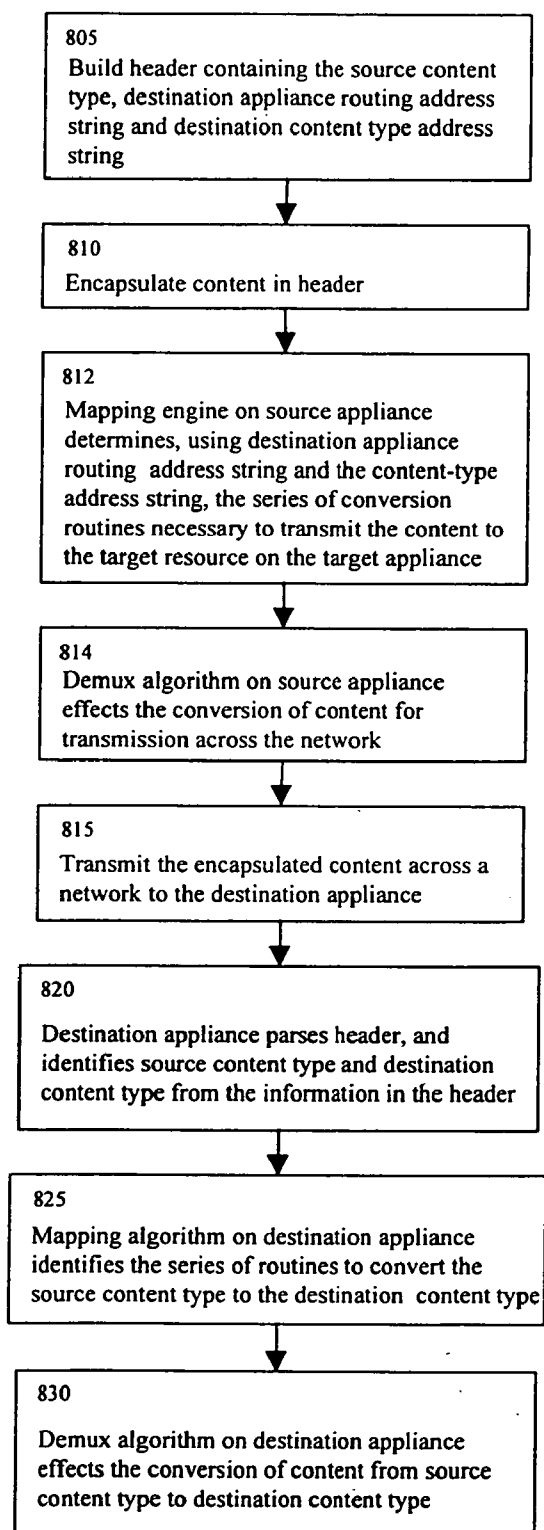 805
Build header containing the source content
type, destination appliance routing address
string and destination content type address
string
810
Encapsulate content in header
812
Mapping engine on source appliance
determines, using destination appliance
routing address string and the content-type
address string, the series of conversion
routines necessary to transmit the content to
the target resource on the target appliance
814
Demux algorithm on source appliance
effects the conversion of content for
transmission across the network
815
Transmit the encapsulated content across a
network to the destination appliance
820
Destination appliance parses header, and
identifies source content type and destination
content type from the information in the header
825
Mapping algorithm on destination appliance
identifies the series of routines to convert the
source content type to the destination content type
830
Demux algorithm on destination appliance
effects the conversion of content from source
content type to destination content type